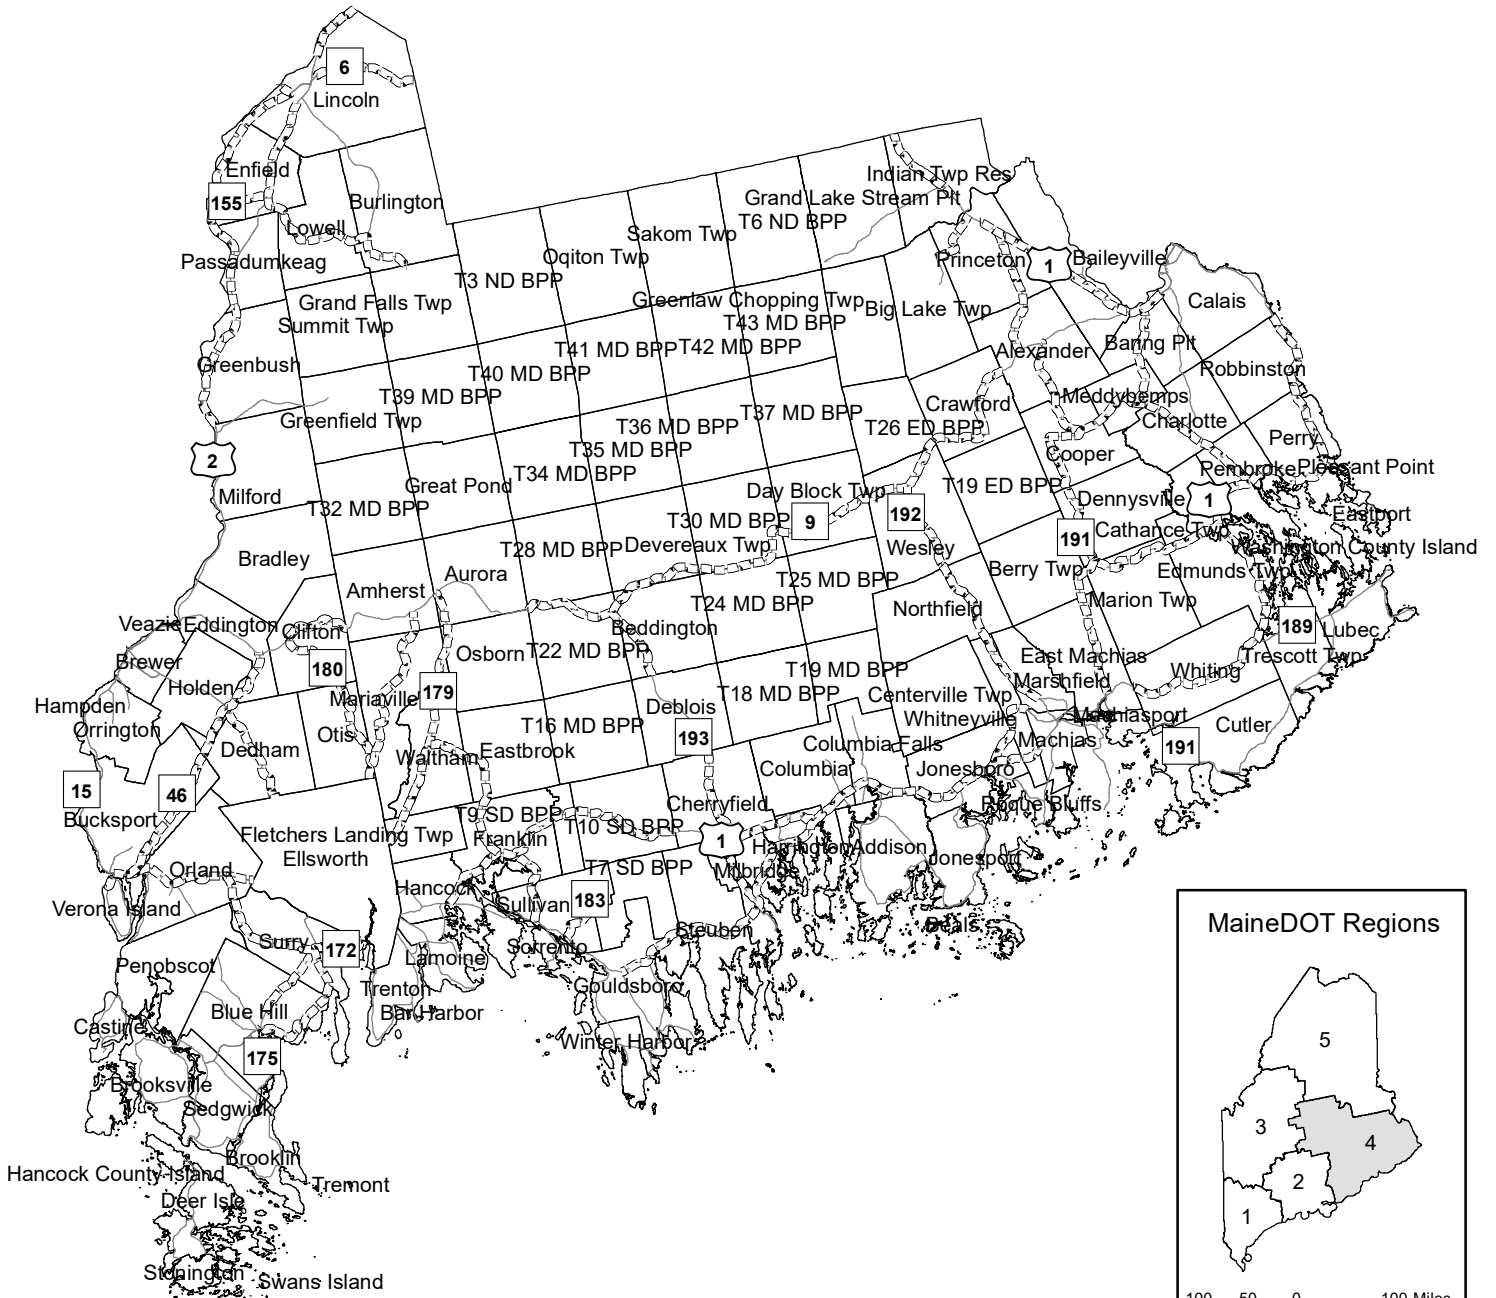 6
Lincoln
Enfield
155
Burlington
Lowell
Passadumkeag
Indian Twp Res
Grand Lake Stream Plt
T6 ND BPP
Sakom Twp
Oqiton Twp
T3 ND BPP
Princeton
1
Baileyville
Grand Falls Twp
Summit Twp
Greenlaw Chopping Twp
T43 MD BPP
Big Lake Twp
Calais
Greenbush
T41 MD BPP
T42 MD BPP
Alexander
Baring Plt
T40 MD BPP
Robbinston
T39 MD BPP
Greenfield Twp
T37 MD BPP
T36 MD BPP
Crawford
Meddybemps
T26 ED BPP
Charlotte
2
T35 MD BPP
Cooper
Perry
T34 MD BPP
Pembroke
Pleasant Point
Milford
Great Pond
T32 MD BPP
Day Block Twp
T19 ED BPP
Dennysville
1
Eastport
T30 MD BPP
9
192
Cathance Twp
191
Bradley
T28 MD BPP
Devereaux Twp
Wesley
Washington County Island
Amherst
Aurora
T25 MD BPP
Berry Twp
Edmunds Twp
T24 MD BPP
Northfield
Marion Twp
Veazie
Eddington
Clifton
Beddington
189
Lubec
Brewer
180
Osborn
T22 MD BPP
East Machias
Trescott Twp
Holden
Mariaville
179
T19 MD BPP
Marshfield
Whiting
T18 MD BPP
Centerville Twp
Hampden
Orrington
Deblois
Whitneyville
Machiasport
Cutler
Dedham
Otis
T16 MD BPP
193
Machias
191
Waltham
Eastbrook
Columbia Falls
Columbia
Jonesboro
15
46
Bucksport
Cherryfield
Roque Bluffs
T9 SD BPP
T10 SD BPP
Fletchers Landing Twp
Franklin
1
Harrington
Addison
Ellsworth
Jonesport
Orland
T7 SD BPP
Milbridge
Hancock
Verona Island
Sullivan
183
Beals
Surry
172
Steuben
Sorrento
Lamoine
Penobscot
Trenton
Gouldsboro
Blue Hill
Bar Harbor
Castine
Winter Harbor
175
Brooksville
Sedgwick
Brooklin
Hancock County Island
Tremont
Deer Isle
Stonington
Swans Island
MaineDOT Regions
5
3
4
2
1
100 50 0 100 Miles